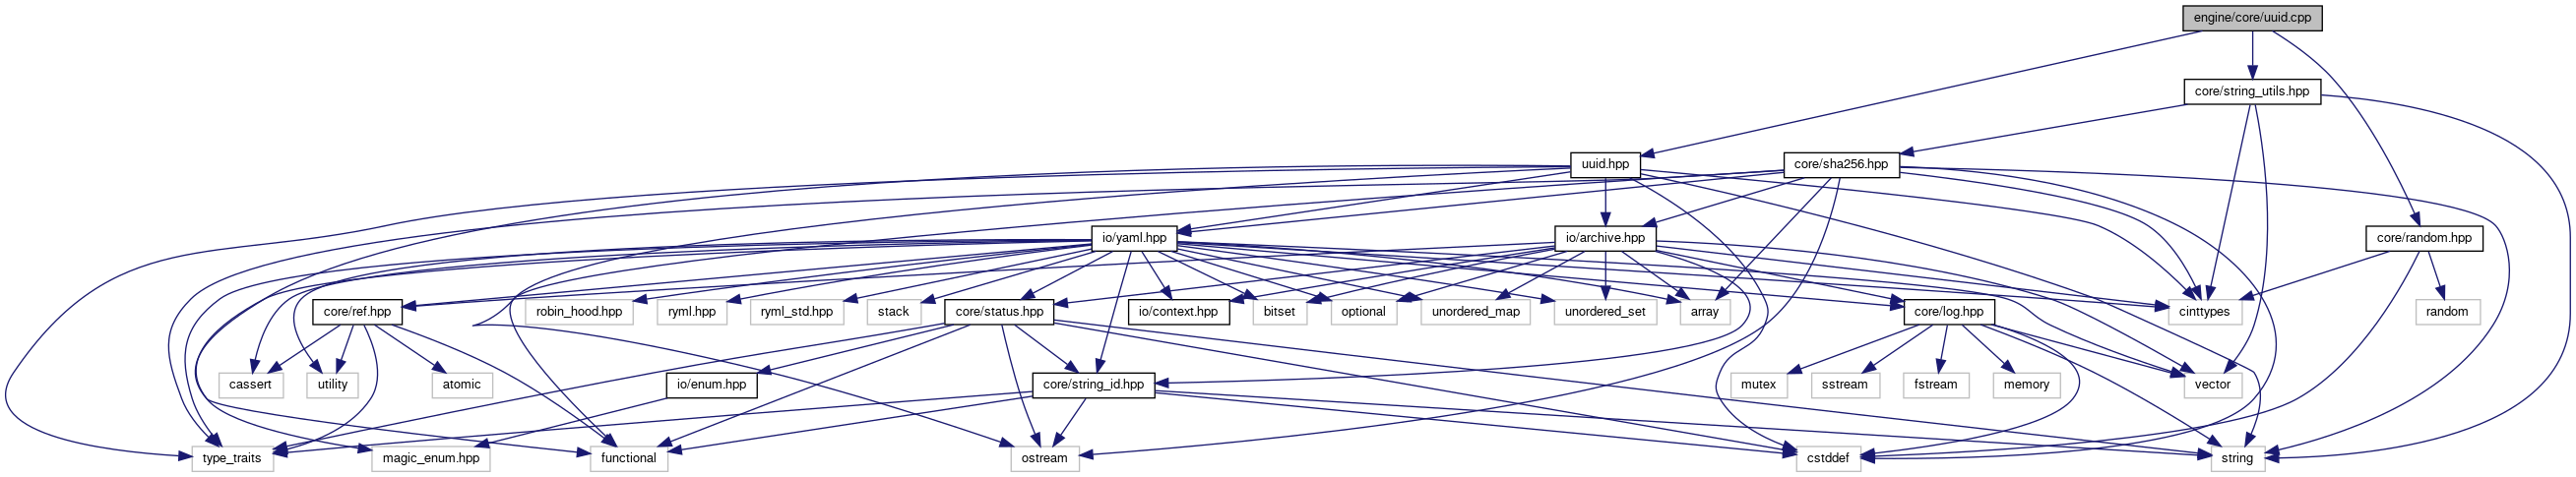 engine/core/uuid.cpp
core/string_utils.hpp
uuid.hpp
core/sha256.hpp
io/yaml.hpp
io/archive.hpp
core/random.hpp
core/ref.hpp
robin_hood.hpp
ryml.hpp
ryml_std.hpp
stack
core/status.hpp
io/context.hpp
bitset
optional
unordered_map
unordered_set
array
core/log.hpp
cinttypes
random
cassert
utility
atomic
io/enum.hpp
core/string_id.hpp
mutex
sstream
fstream
memory
vector
type_traits
magic_enum.hpp
functional
ostream
cstddef
string